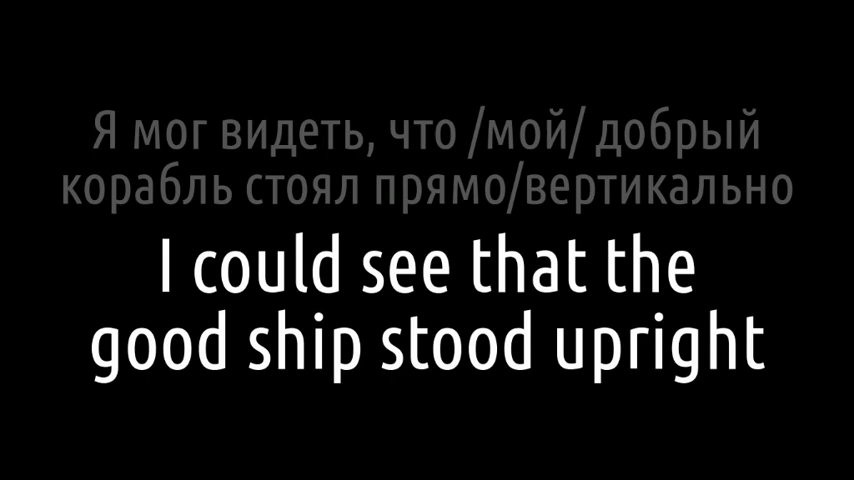 Я мог видеть, что /мой/ добрый
корабль стоял прямо/вертикально
I could see that the
good ship stood upright